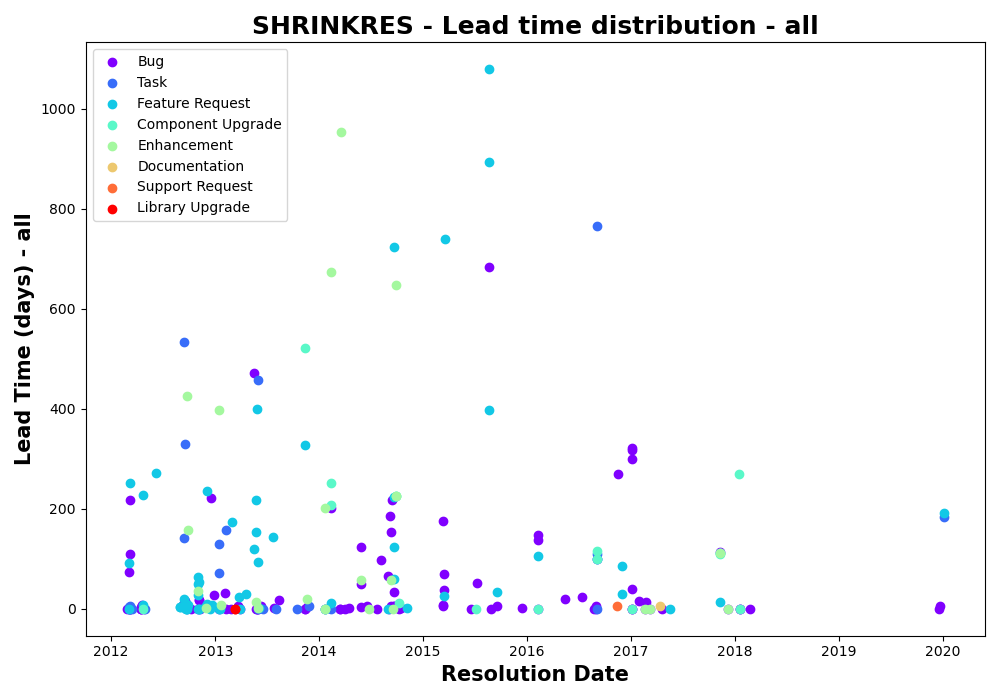 SHRINKRES - Lead time distribution - all
Bug
Task
Feature Request
Component Upgrade
Enhancement
Documentation
Support Request
Library Upgrade
Lead Time (days) - all
1000
800
600
400
200
0
2012 2013 2014 2015 2016 2017 2018 2019 2020
Resolution Date